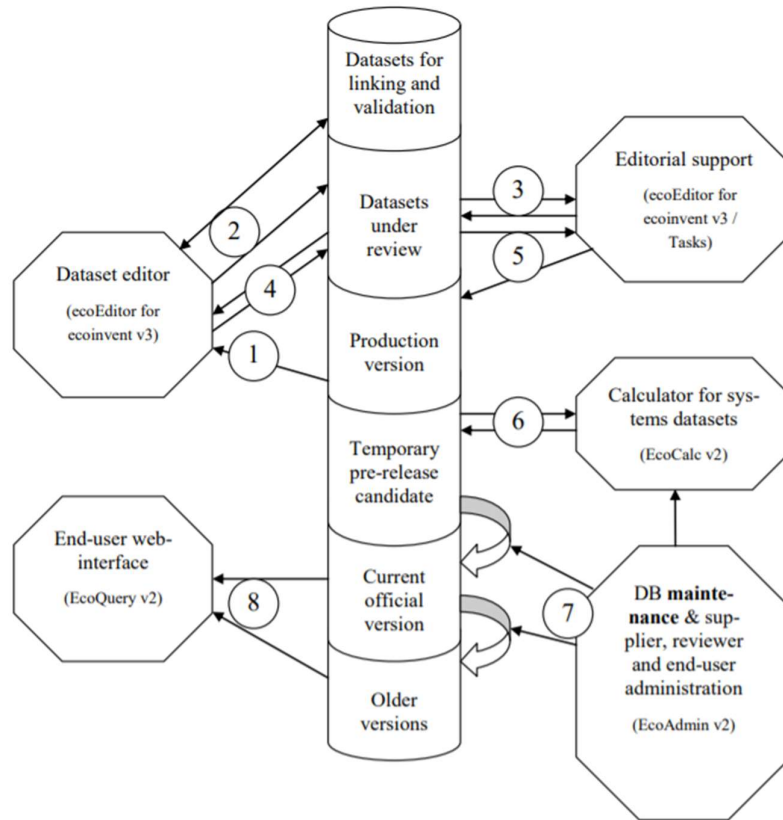 Datasets for
linking and
validation
Datasets
under
review
Production
version
Temporary
pre-release
candidate
Current
official
version
Older
versions
Dataset editor
(ecoEditor for
ecoinvent v3)
End-user web-
interface
(EcoQuery v2)
Editorial support
(ecoEditor for
ecoinvent v3 /
Tasks)
Calculator for sys-
tems datasets
(EcoCalc v2)
DB mainte-
nance & sup-
plier, reviewer
and end-user
administration
(EcoAdmin v2)
1
2
3
4
5
6
7
8